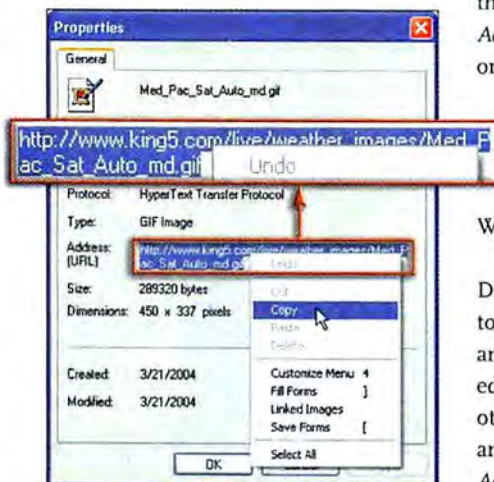 Properties
General
Med_Pac_Sat_Auto_md.gif
http://www.king5.com/live/weather_images/Med_P
ac_Sat_Auto_md.gif
Undo
Protocol: HyperText Transfer Protocol
Type: GIF Image
Address: http://www.king5.com/live/weather_images/Med_P
(URL) ac_Sat_Auto_md.gif
Undo
Size: 289320 bytes
Cut
Dimensions: 450 x 337 pixels
Copy
Paste
Delete
Created: 3/21/2004
Customize Menu 4
Fill Forms ]
Modified: 3/21/2004
Linked Images
Save Forms [
Select All
OK
th
or
W
D
to
ar
ec
ot
ar